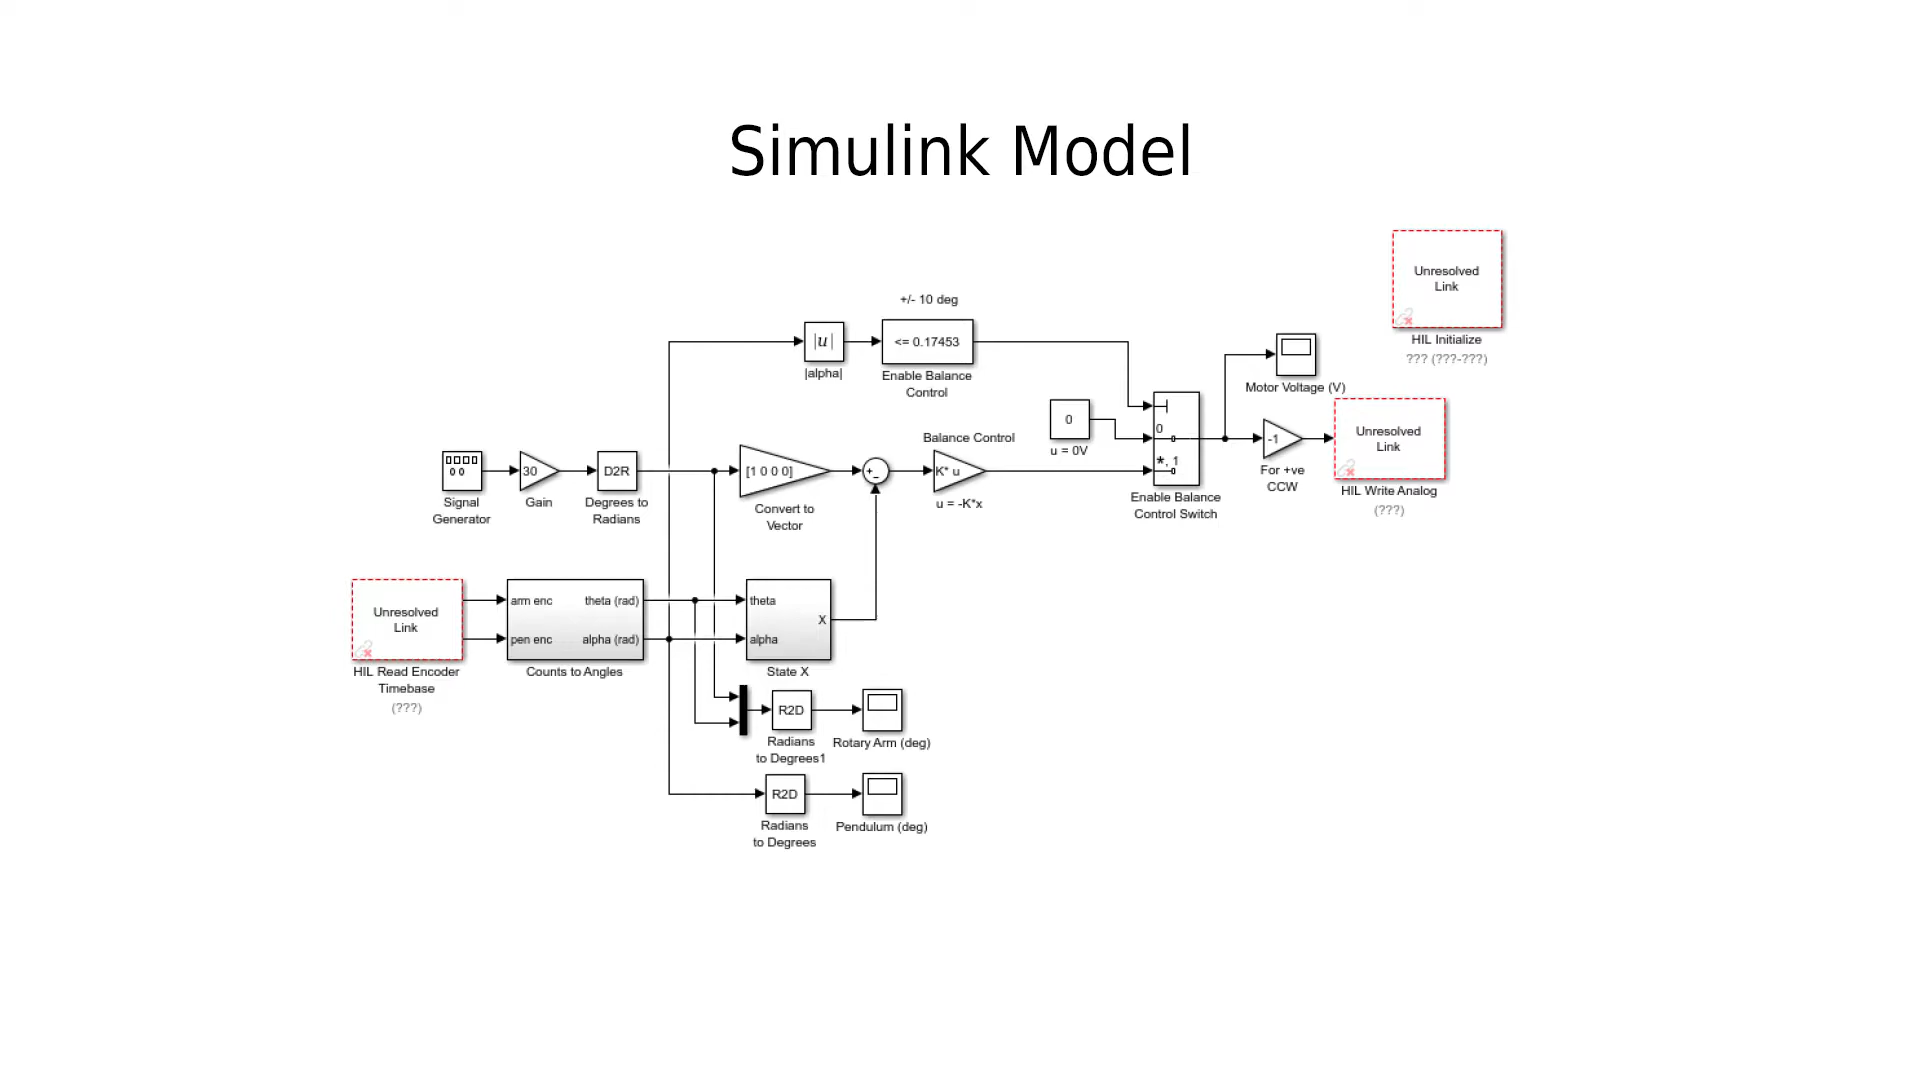 Simulink Model
Unresolved
Link
HIL Initialize
??? (???-???)
+/- 10 deg
|u|
<= 0.17453
|alpha|
Enable Balance
Control
Motor Voltage (V)
0
u = 0V
0
*, 1
Enable Balance
Control Switch
-1
For +ve
CCW
Unresolved
Link
HIL Write Analog
(???)
Signal
Generator
30
Gain
D2R
Degrees to
Radians
[1 0 0 0]
Convert to
Vector
+
-
Balance Control
K* u
u = -K*x
Unresolved
Link
HIL Read Encoder
Timebase
(???)
arm enc theta (rad)
pen enc alpha (rad)
Counts to Angles
theta
X
alpha
State X
R2D
Radians
to Degrees1
Rotary Arm (deg)
R2D
Radians
to Degrees
Pendulum (deg)